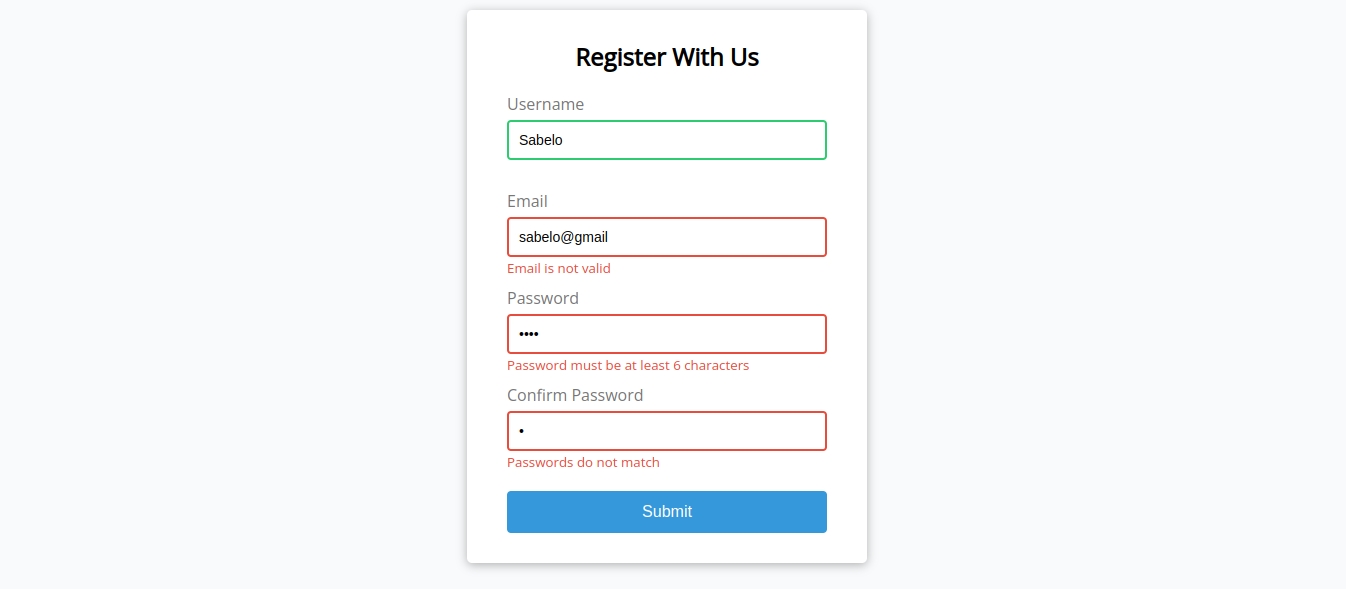 Register With Us
Username
Sabelo
Email
sabelo@gmail
Email is not valid
Password
••••
Password must be at least 6 characters
Confirm Password
•
Passwords do not match
Submit